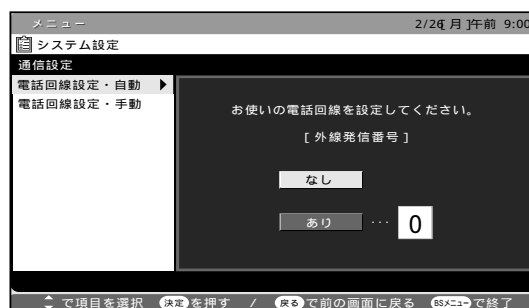 メニュー 2/26[月]午前 9:00
システム設定
通信設定
電話回線設定・自動
電話回線設定・手動
お使いの電話回線を設定してください。
[外線発信番号]
なし
あり … 0
で項目を選択 決定を押す / 戻るで前の画面に戻る BSメニューで終了